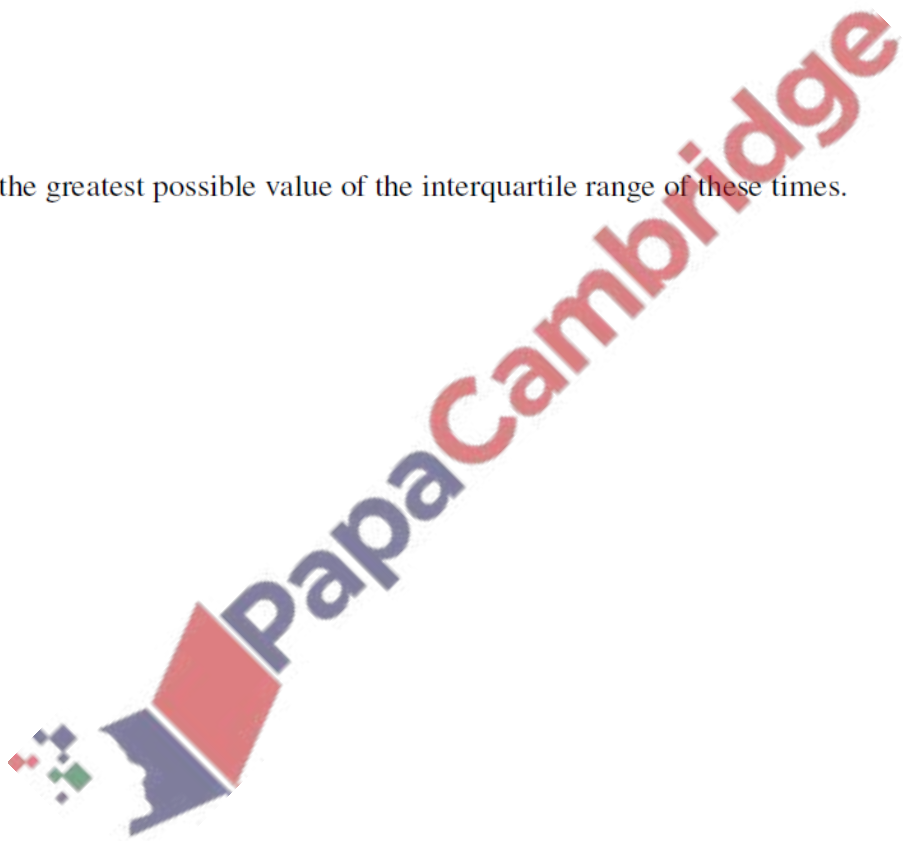 the greatest possible value of the interquartile range of these times.
PapaCambridge